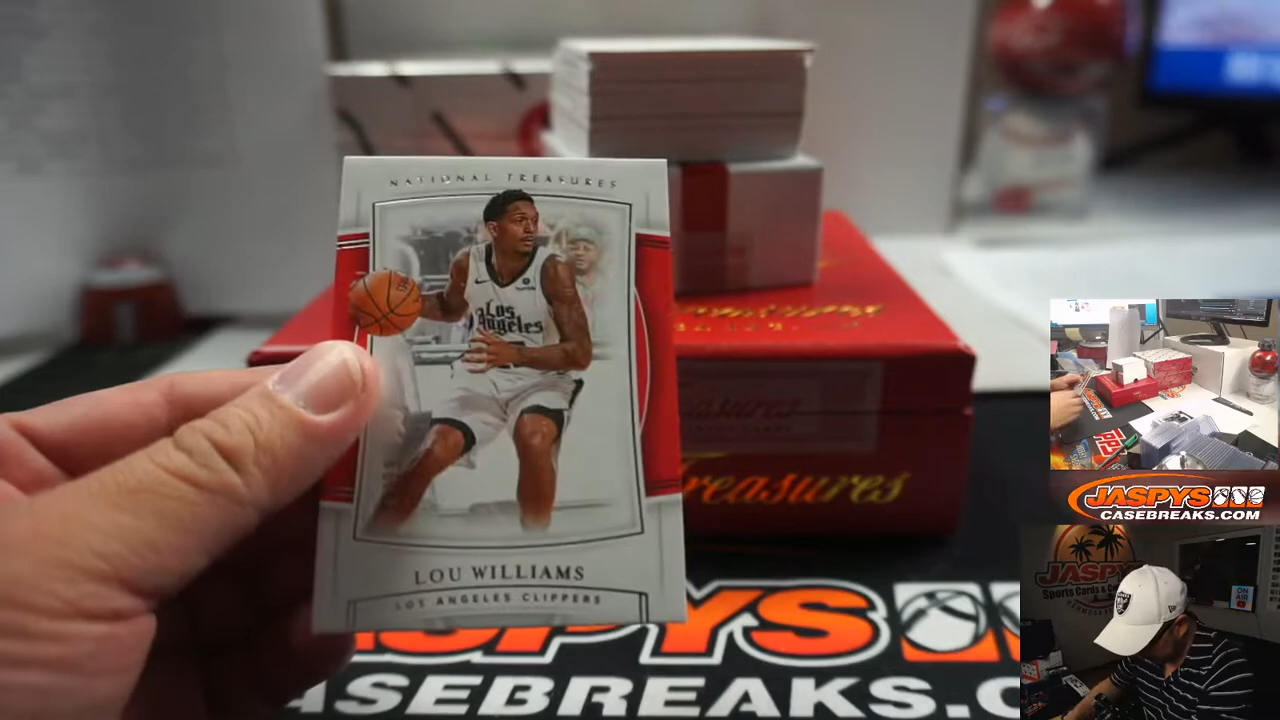 NATIONAL TREASURES
Los
Angeles
LOU WILLIAMS
LOS ANGELES CLIPPERS
Treasures
Treasures
JASPYS
CASEBREAKS.COM
JASPYS
Sports Cards &
ON
AIR
ASPYS
CASEBREAKS.C